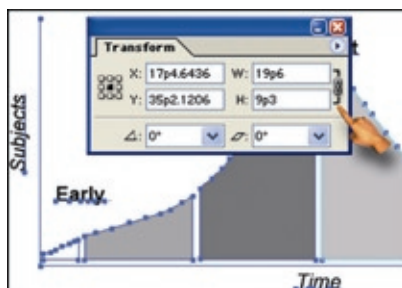 Transform
X: 17p4.6436 W: 19p6
Y: 35p2.1206 H: 9p3
0° 0°
Subjects
Early
Time